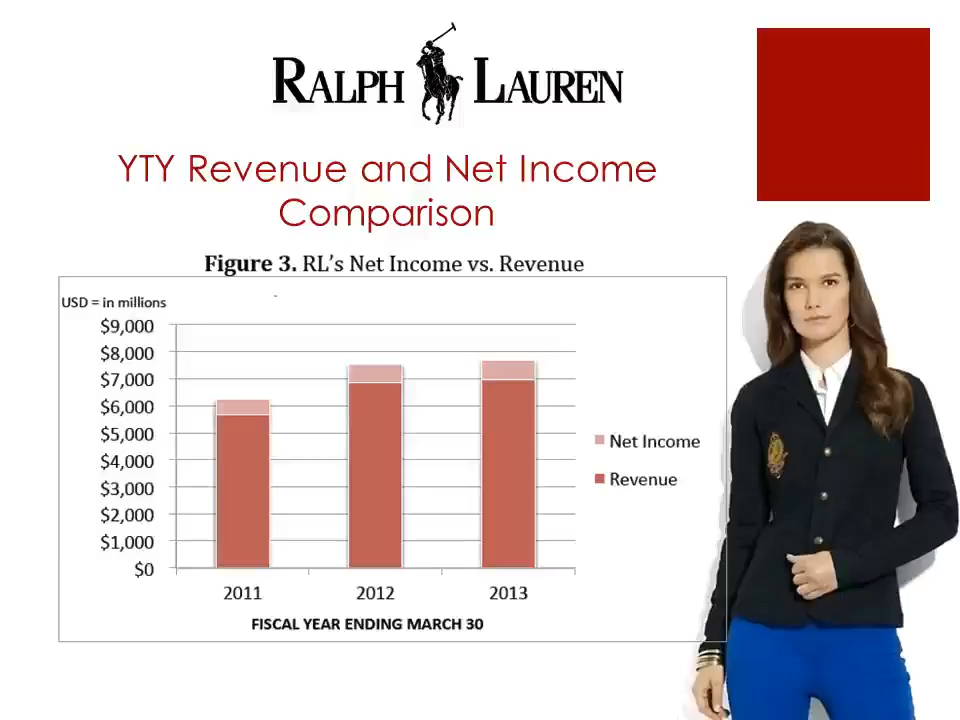 RALPH LAUREN
YTY Revenue and Net Income
Comparison
Figure 3. RL's Net Income vs. Revenue
USD = in millions
$9,000
$8,000
$7,000
$6,000
$5,000
$4,000
$3,000
$2,000
$1,000
$0
Net Income
Revenue
2011 2012 2013
FISCAL YEAR ENDING MARCH 30